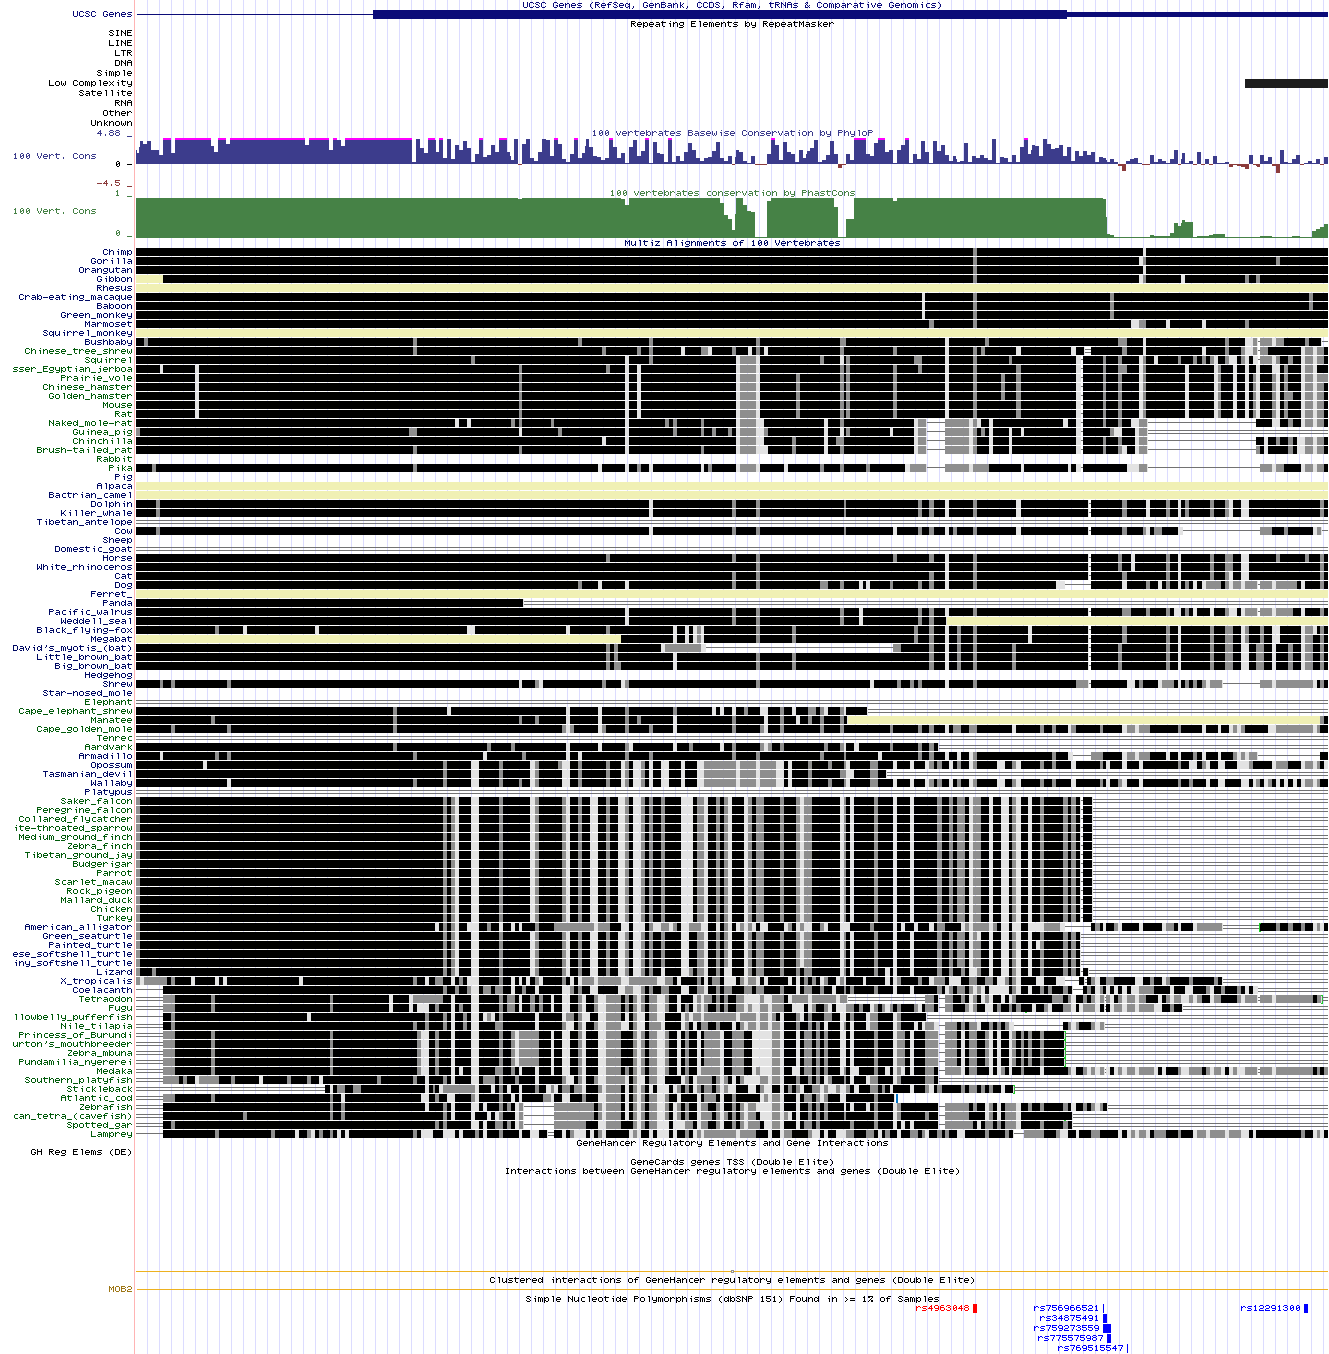 UCSC Genes (RefSeq, GenBank, CCDS, Rfam, tRNAs & Comparative Genomics)
UCSC Genes
Repeating Elements by RepeatMasker
SINE
LINE
LTR
DNA
Simple
Low Complexity
Satellite
RNA
Other
Unknown
4.88 _
100 vertebrates Basewise Conservation by PhyloP
100 Vert. Cons
0 _
-4.5 _
100 vertebrates conservation by PhastCons
1 _
100 Vert. Cons
0 _
Multiz Alignments of 100 Vertebrates
Chimp
Gorilla
Orangutan
Gibbon
Rhesus
Crab-eating_macaque
Baboon
Green_monkey
Marmoset
Squirrel_monkey
Bushbaby
Chinese_tree_shrew
Squirrel
sser_Egyptian_jerboa
Prairie_vole
Chinese_hamster
Golden_hamster
Mouse
Rat
Naked_mole-rat
Guinea_pig
Chinchilla
Brush-tailed_rat
Rabbit
Pika
Pig
Alpaca
Bactrian_camel
Dolphin
Killer_whale
Tibetan_antelope
Cow
Sheep
Domestic_goat
Horse
White_rhinoceros
Cat
Dog
Ferret_
Panda
Pacific_walrus
Weddell_seal
Black_flying-fox
Megabat
David's_myotis_(bat)
Little_brown_bat
Big_brown_bat
Hedgehog
Shrew
Star-nosed_mole
Elephant
Cape_elephant_shrew
Manatee
Cape_golden_mole
Tenrec
Aardvark
Armadillo
Opossum
Tasmanian_devil
Wallaby
Platypus
Saker_falcon
Peregrine_falcon
Collared_flycatcher
ite-throated_sparrow
Medium_ground_finch
Zebra_finch
Tibetan_ground_jay
Budgerigar
Parrot
Scarlet_macaw
Rock_pigeon
Mallard_duck
Chicken
Turkey
American_alligator
Green_seaturtle
Painted_turtle
ese_softshell_turtle
iny_softshell_turtle
Lizard
X_tropicalis
Coelacanth
Tetraodon
Fugu
llowbelly_pufferfish
Nile_tilapia
Princess_of_Burundi
urton's_mouthbreeder
Zebra_mbuna
Pundamilia_nyererei
Medaka
Southern_platyfish
Stickleback
Atlantic_cod
Zebrafish
can_tetra_(cavefish)
Spotted_gar
Lamprey
GeneHancer Regulatory Elements and Gene Interactions
GH Reg Elems (DE)
GeneCards genes TSS (Double Elite)
Interactions between GeneHancer regulatory elements and genes (Double Elite)
Clustered interactions of GeneHancer regulatory elements and genes (Double Elite)
MOB2
Simple Nucleotide Polymorphisms (dbSNP 151) Found in >= 1% of Samples
rs4963048 rs756966521 rs12291300
rs34875491
rs759273559
rs775575987
rs769515547